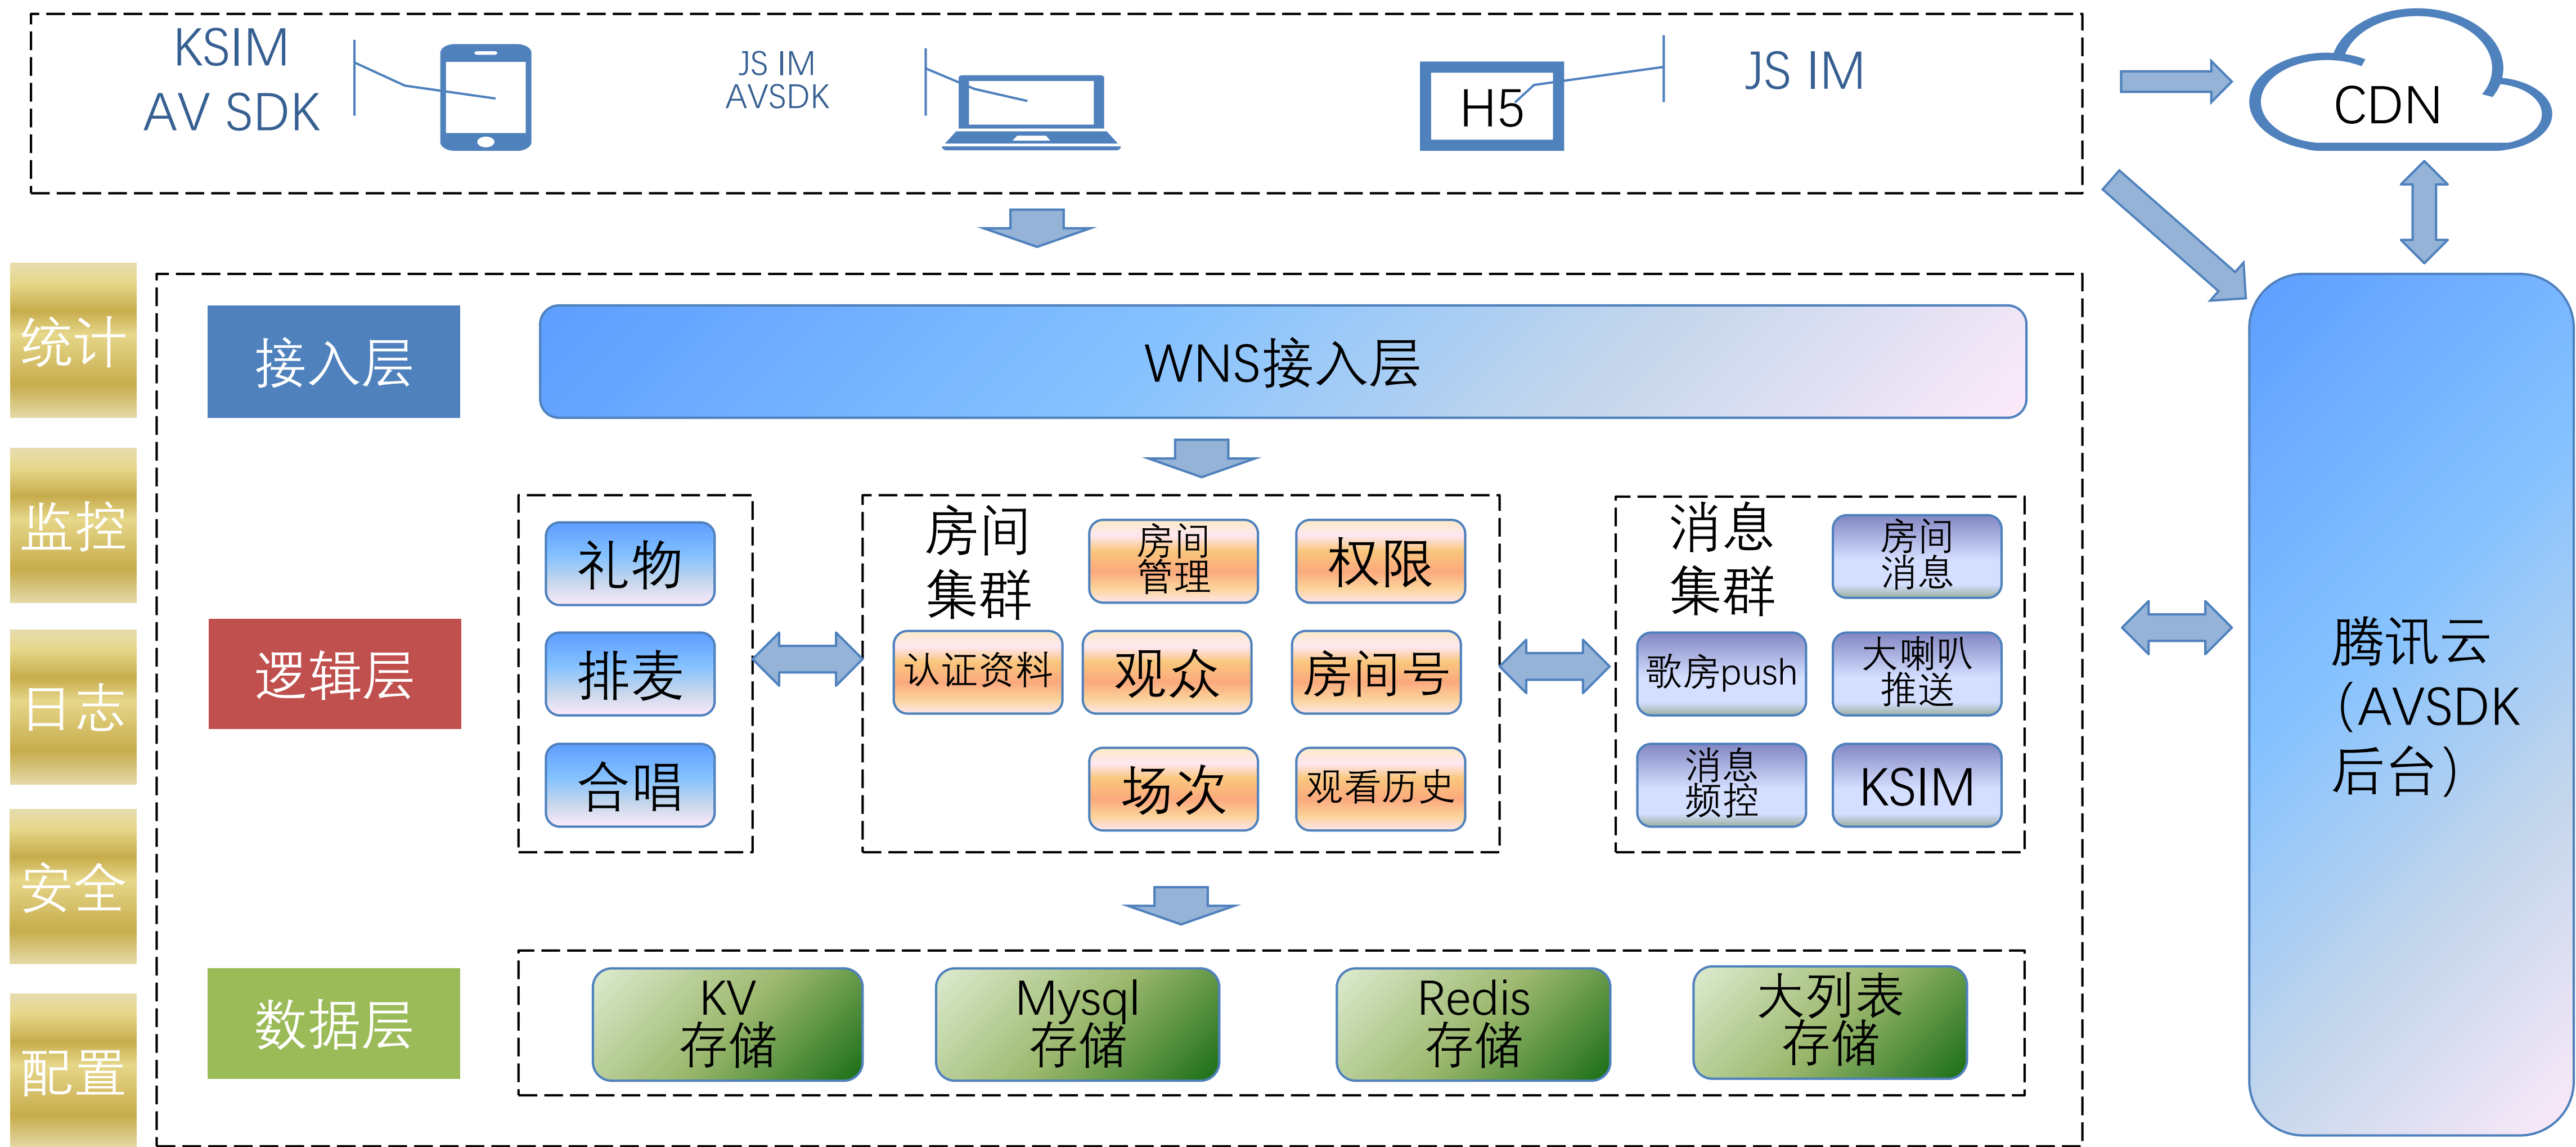 KSIM
AV SDK
JS IM
AVSDK
H5
JS IM
CDN
统计
监控
日志
安全
配置
接入层
WNS接入层
逻辑层
礼物
排麦
合唱
房间
集群
房间
管理
权限
认证资料
观众
房间号
场次
观看历史
消息
集群
房间
消息
歌房push
大喇叭
推送
消息
频控
KSIM
数据层
KV
存储
Mysql
存储
Redis
存储
大列表
存储
腾讯云
（AVSDK
后台）